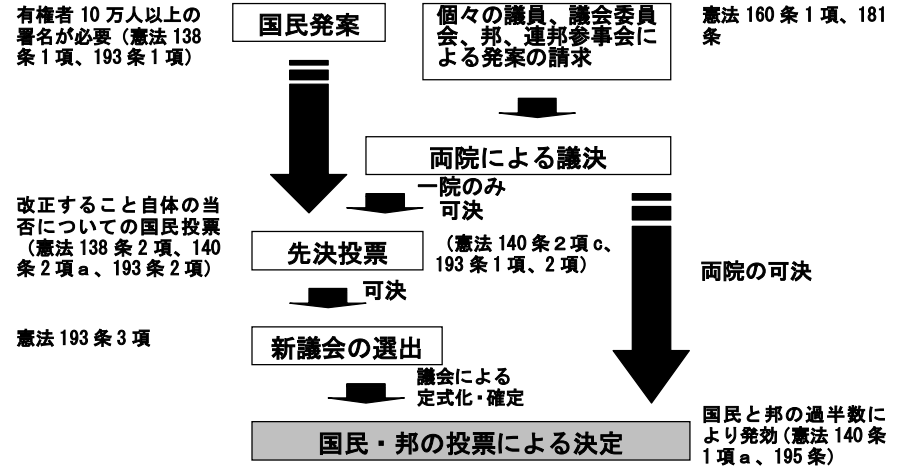 有権者 10 万人以上の
署名が必要（憲法 138
条 1 項、193 条 1 項）
国民発案
個々の議員、議会委員
会、邦、連邦参事会に
よる発案の請求
憲法 160 条 1 項、181
条
両院による議決
一院のみ
可決
改正すること自体の当
否についての国民投票
（憲法 138 条 2 項、140
条 2 項ａ、193 条 2 項）
先決投票
（憲法 140 条２項ｃ、
193 条 1 項、2 項）
両院の可決
可決
憲法 193 条 3 項
新議会の選出
議会による
定式化・確定
国民・邦の投票による決定
国民と邦の過半数に
より発効（憲法 140 条
1 項ａ、195 条）